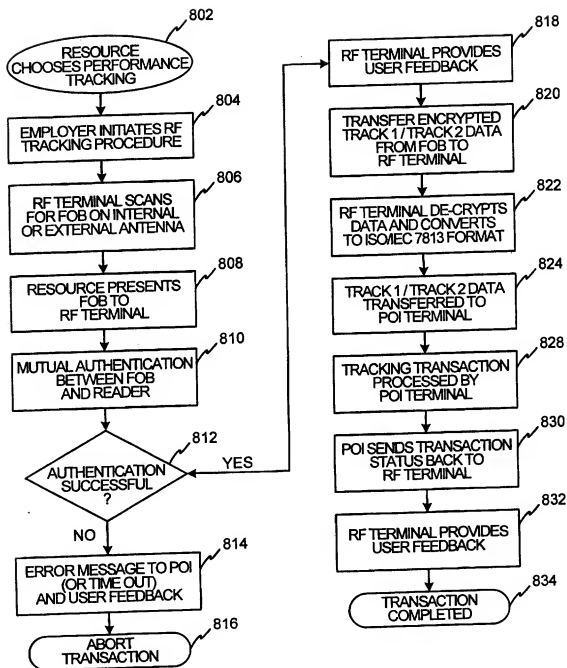 802
RESOURCE
CHOOSES PERFORMANCE
TRACKING
804
EMPLOYER INITIATES RF
TRACKING PROCEDURE
806
RF TERMINAL SCANS
FOR FOB ON INTERNAL
OR EXTERNAL ANTENNA
808
RESOURCE PRESENTS
FOB TO
RF TERMINAL
810
MUTUAL AUTHENTICATION
BETWEEN FOB
AND READER
812
AUTHENTICATION
SUCCESSFUL
?
YES
NO
814
ERROR MESSAGE TO POI
(OR TIME OUT)
AND USER FEEDBACK
816
ABORT
TRANSACTION
818
RF TERMINAL PROVIDES
USER FEEDBACK
820
TRANSFER ENCRYPTED
TRACK 1 / TRACK 2 DATA
FROM FOB TO
RF TERMINAL
822
RF TERMINAL DE-CRYPTS
DATA AND CONVERTS
TO ISO/IEC 7813 FORMAT
824
TRACK 1 / TRACK 2 DATA
TRANSFERRED TO
POI TERMINAL
828
TRACKING TRANSACTION
PROCESSED BY
POI TERMINAL
830
POI SENDS TRANSACTION
STATUS BACK TO
RF TERMINAL
832
RF TERMINAL PROVIDES
USER FEEDBACK
834
TRANSACTION
COMPLETED